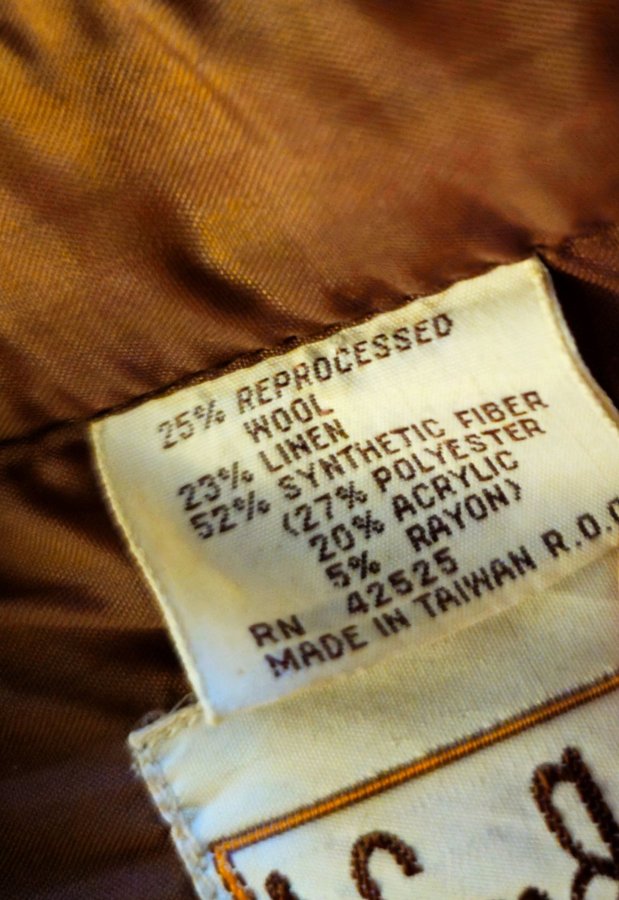 25% REPROCESSED
WOOL
23% LINEN
52% SYNTHETIC FIBER
(27% POLYESTER
20% ACRYLIC
5% RAYON)
RN 42525
MADE IN TAIWAN R.O.C